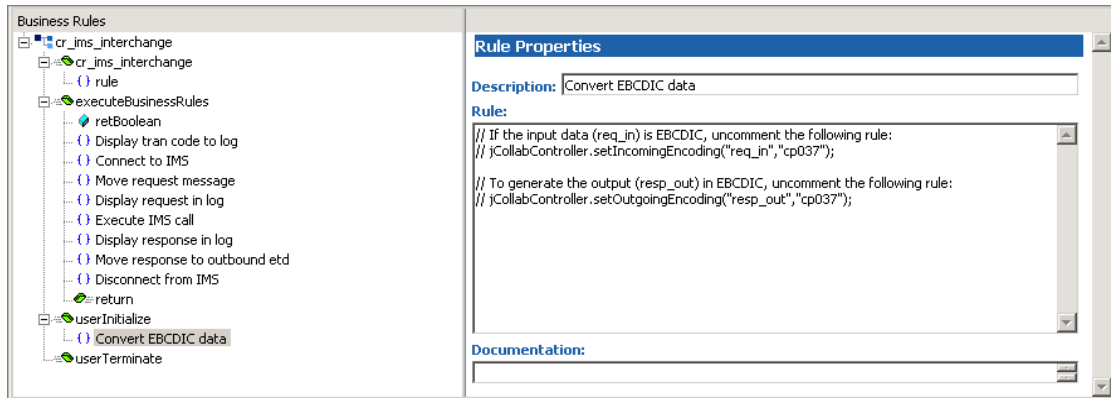 Business Rules
cr_ims_interchange
cr_ims_interchange
{ } rule
executeBusinessRules
retBoolean
{ } Display tran code to log
{ } Connect to IMS
{ } Move request message
{ } Display request in log
{ } Execute IMS call
{ } Display response in log
{ } Move response to outbound etd
{ } Disconnect from IMS
return
userInitialize
{ } Convert EBCDIC data
userTerminate
Rule Properties
Description: Convert EBCDIC data
Rule:
// If the input data (req_in) is EBCDIC, uncomment the following rule:
// jCollabController.setIncomingEncoding("req_in","cp037");
// To generate the output (resp_out) in EBCDIC, uncomment the following rule:
// jCollabController.setOutgoingEncoding("resp_out","cp037");
Documentation: